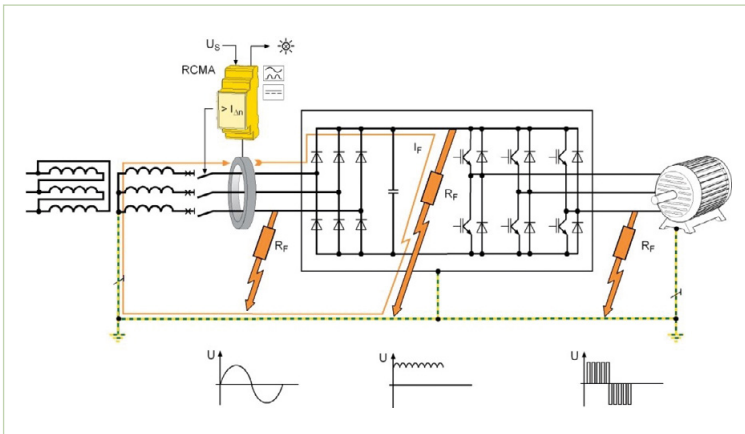 U_S
RCMA
> I_Δn
I_F
R_F
R_F
R_F
U
U
U